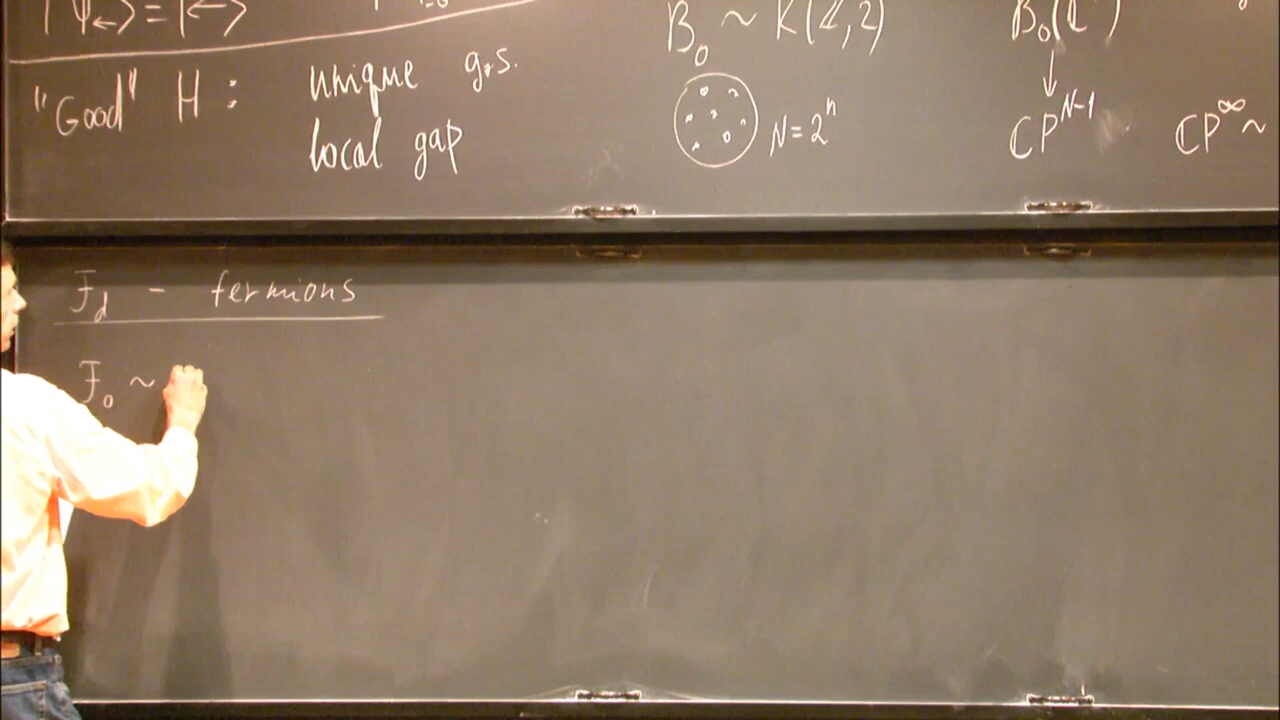 |ψ←⟩ = |←⟩
"Good" H : unique g.s.
local gap
B₀ ~ K(ℤ,2)
N = 2ⁿ
B₀(
↓
ℂP^{N-1}
ℂP^∞ ~
F_d - fermions
F₀ ~